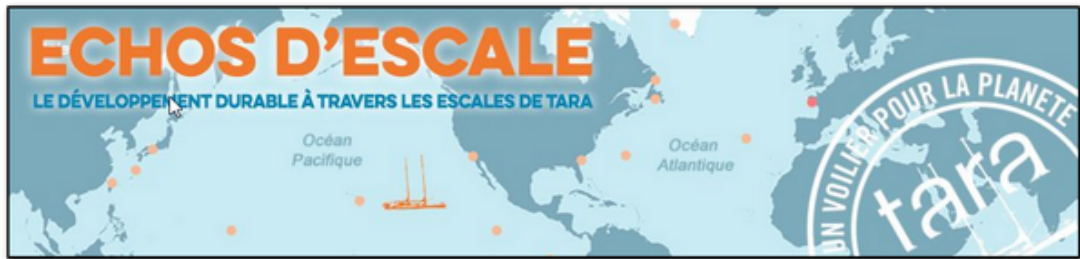 ECHOS D'ESCALE
LE DÉVELOPPEMENT DURABLE À TRAVERS LES ESCALES DE TARA
Océan
Pacifique
Océan
Atlantique
UN VOILIER POUR LA PLANETE
tara